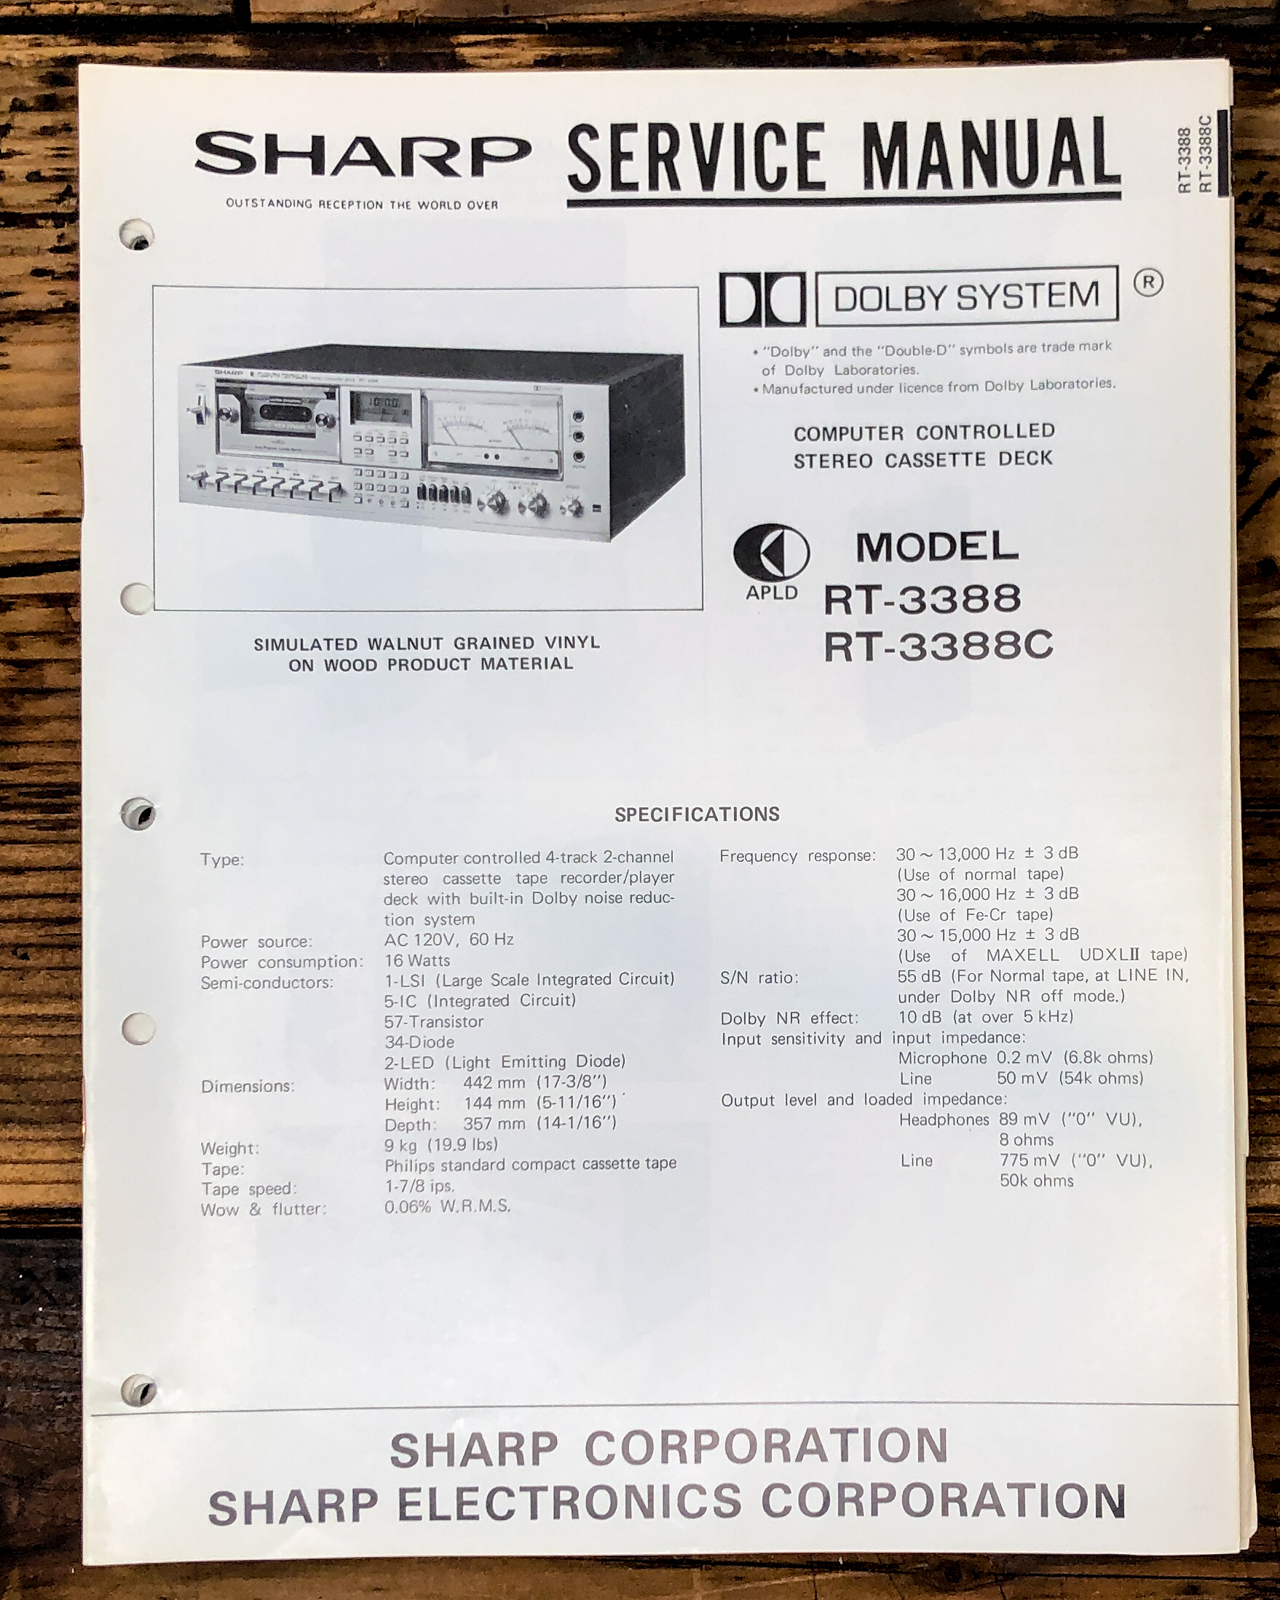 SHARP SERVICE MANUAL
OUTSTANDING RECEPTION THE WORLD OVER
RT-3388
RT-3388C
DOLBY SYSTEM ®
• "Dolby" and the "Double-D" symbols are trade mark
of Dolby Laboratories.
• Manufactured under licence from Dolby Laboratories.
COMPUTER CONTROLLED
STEREO CASSETTE DECK
SHARP
APLD
MODEL
RT-3388
RT-3388C
SIMULATED WALNUT GRAINED VINYL
ON WOOD PRODUCT MATERIAL
SPECIFICATIONS
Type: Computer controlled 4-track 2-channel
stereo cassette tape recorder/player
deck with built-in Dolby noise reduc-
tion system
Power source: AC 120V, 60 Hz
Power consumption: 16 Watts
Semi-conductors: 1-LSI (Large Scale Integrated Circuit)
5-IC (Integrated Circuit)
57-Transistor
34-Diode
2-LED (Light Emitting Diode)
Dimensions: Width: 442 mm (17-3/8")
Height: 144 mm (5-11/16")
Depth: 357 mm (14-1/16")
Weight: 9 kg (19.9 lbs)
Tape: Philips standard compact cassette tape
Tape speed: 1-7/8 ips.
Wow & flutter: 0.06% W.R.M.S.
Frequency response: 30 ~ 13,000 Hz ± 3 dB
(Use of normal tape)
30 ~ 16,000 Hz ± 3 dB
(Use of Fe-Cr tape)
30 ~ 15,000 Hz ± 3 dB
(Use of MAXELL UDXLII tape)
S/N ratio: 55 dB (For Normal tape, at LINE IN,
under Dolby NR off mode.)
Dolby NR effect: 10 dB (at over 5 kHz)
Input sensitivity and input impedance:
Microphone 0.2 mV (6.8k ohms)
Line 50 mV (54k ohms)
Output level and loaded impedance:
Headphones 89 mV ("0" VU),
8 ohms
Line 775 mV ("0" VU),
50k ohms
SHARP CORPORATION
SHARP ELECTRONICS CORPORATION